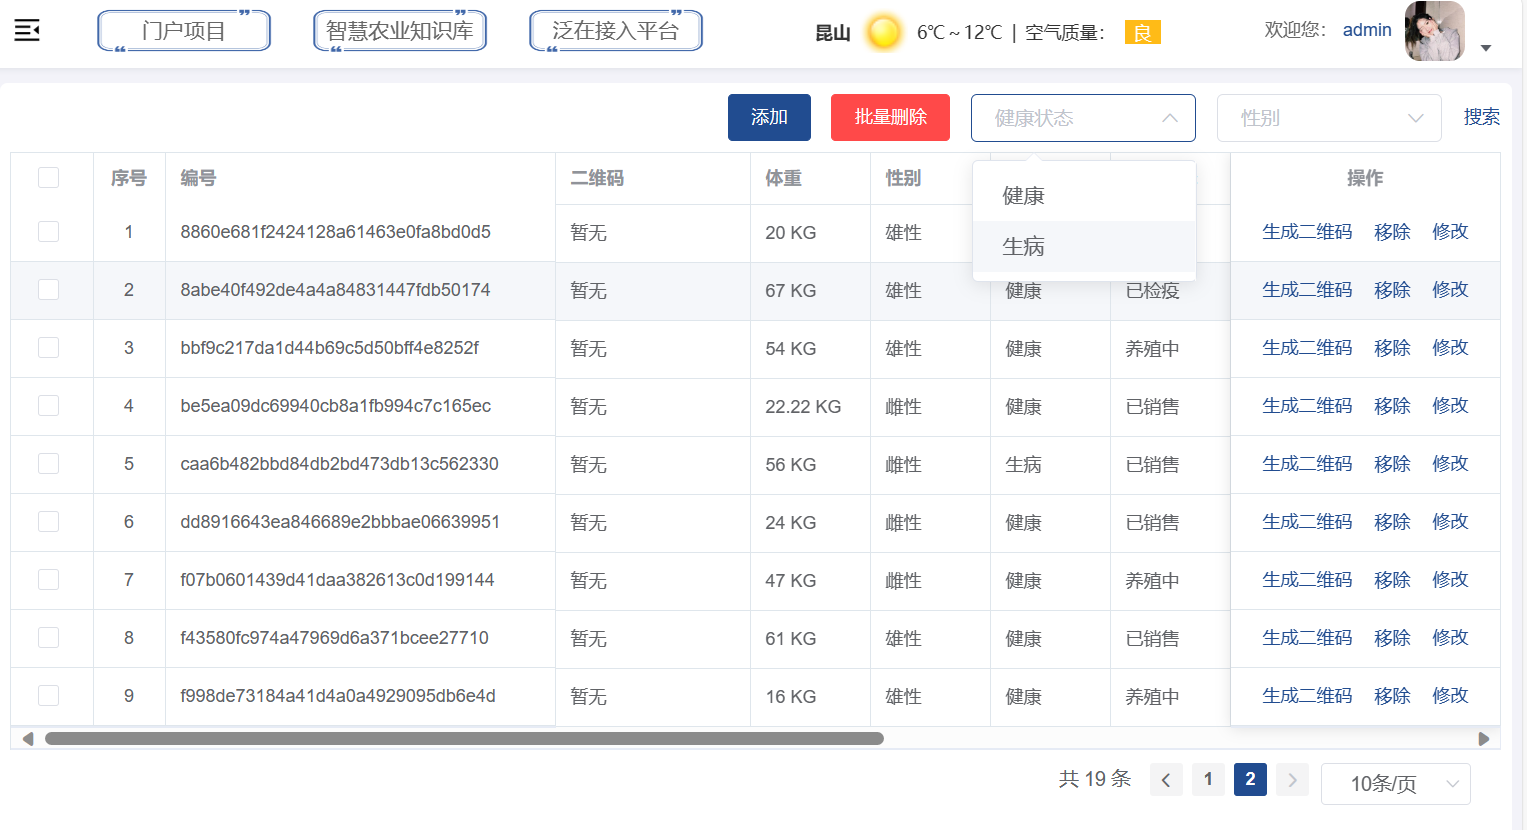 门户项目 智慧农业知识库 泛在接入平台 昆山 6℃～12℃ | 空气质量： 良 欢迎您： admin
添加 批量删除 健康状态 性别 搜索
序号 编号 二维码 体重 性别 操作
健康
生病
1 8860e681f2424128a61463e0fa8bd0d5 暂无 20 KG 雄性 生成二维码 移除 修改
2 8abe40f492de4a4a84831447fdb50174 暂无 67 KG 雄性 健康 已检疫 生成二维码 移除 修改
3 bbf9c217da1d44b69c5d50bff4e8252f 暂无 54 KG 雄性 健康 养殖中 生成二维码 移除 修改
4 be5ea09dc69940cb8a1fb994c7c165ec 暂无 22.22 KG 雌性 健康 已销售 生成二维码 移除 修改
5 caa6b482bbd84db2bd473db13c562330 暂无 56 KG 雌性 生病 已销售 生成二维码 移除 修改
6 dd8916643ea846689e2bbbae06639951 暂无 24 KG 雌性 健康 已销售 生成二维码 移除 修改
7 f07b0601439d41daa382613c0d199144 暂无 47 KG 雌性 健康 养殖中 生成二维码 移除 修改
8 f43580fc974a47969d6a371bcee27710 暂无 61 KG 雄性 健康 已销售 生成二维码 移除 修改
9 f998de73184a41d4a0a4929095db6e4d 暂无 16 KG 雄性 健康 养殖中 生成二维码 移除 修改
共 19 条 1 2 10条/页